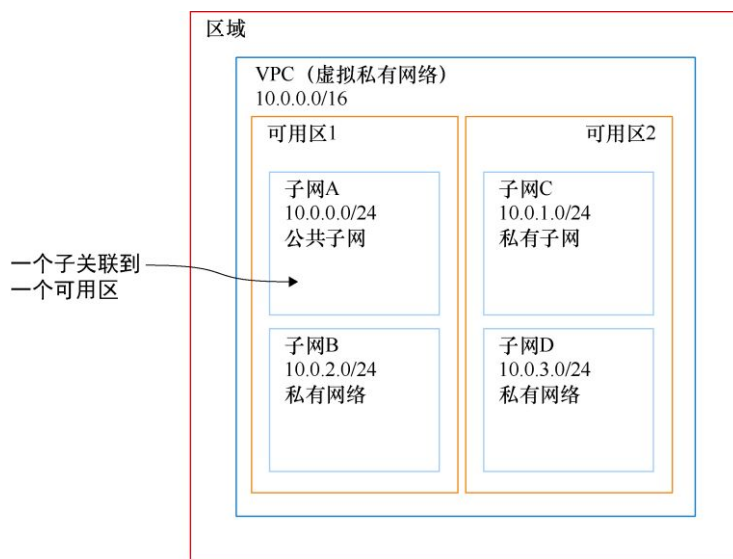 区域
VPC（虚拟私有网络）
10.0.0.0/16
可用区1
可用区2
子网A
10.0.0.0/24
公共子网
子网C
10.0.1.0/24
私有子网
一个子关联到
一个可用区
子网B
10.0.2.0/24
私有网络
子网D
10.0.3.0/24
私有网络